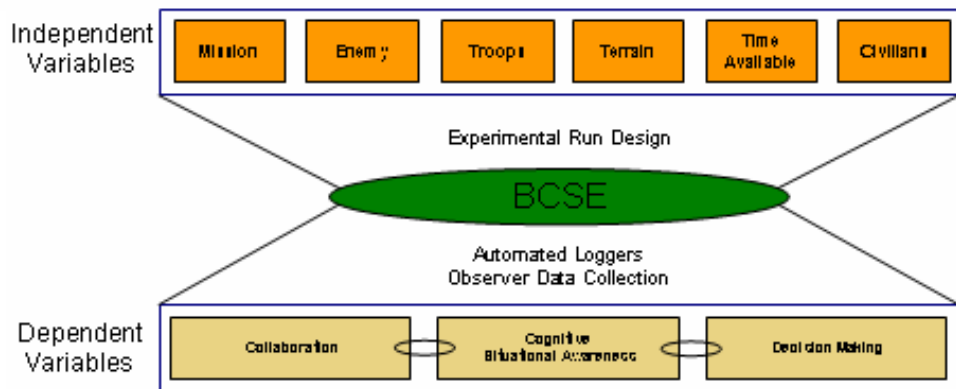 Independent
Variables
Mission
Enemy
Troops
Terrain
Time
Available
Civilians
Experimental Run Design
BCSE
Automated Loggers
Observer Data Collection
Dependent
Variables
Collaboration
Cognitive
Situational Awareness
Decision Making